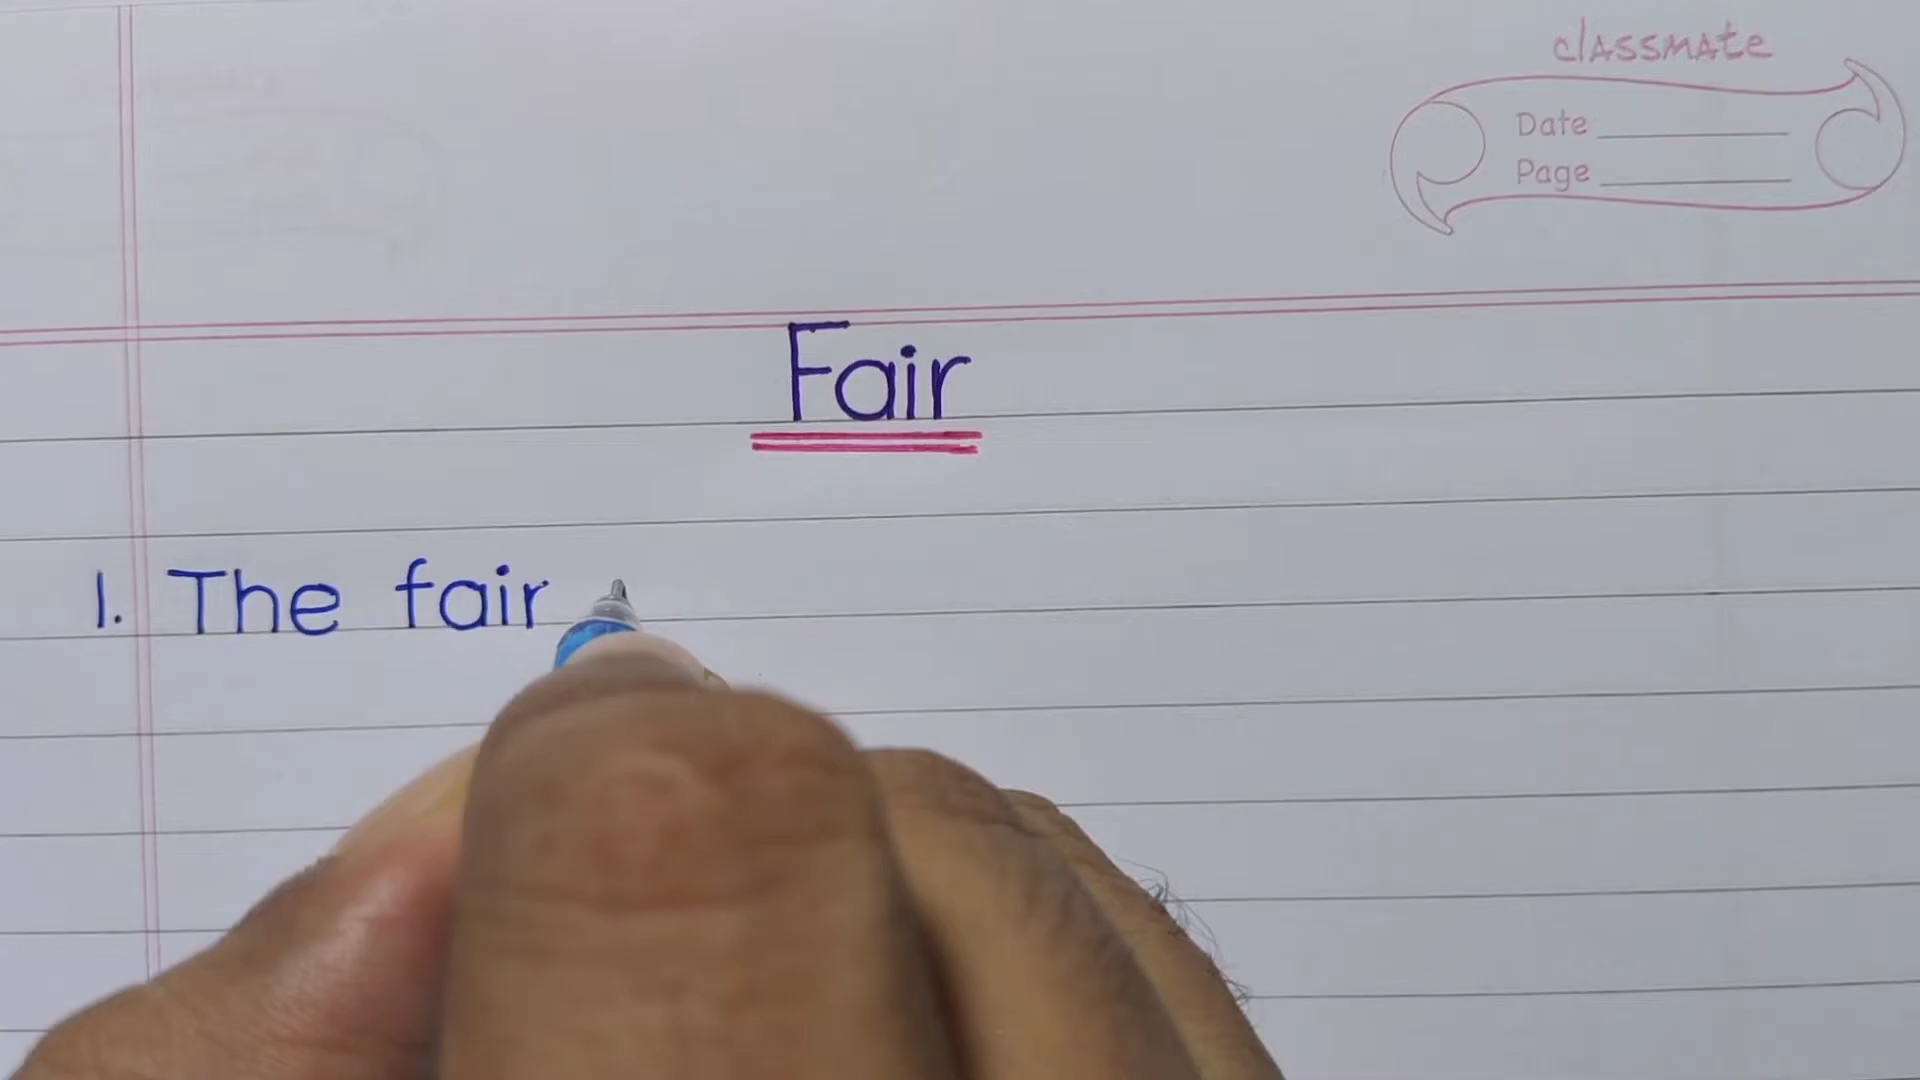 classmate
Date
Page
Fair
1. The fair